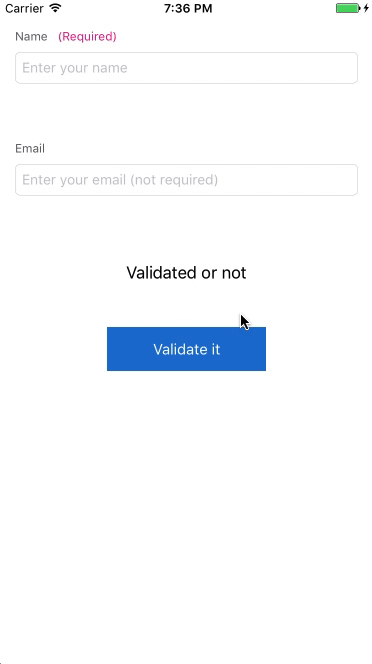 Carrier 7:36 PM
Name (Required)
Enter your name
Email
Enter your email (not required)
Validated or not
Validate it